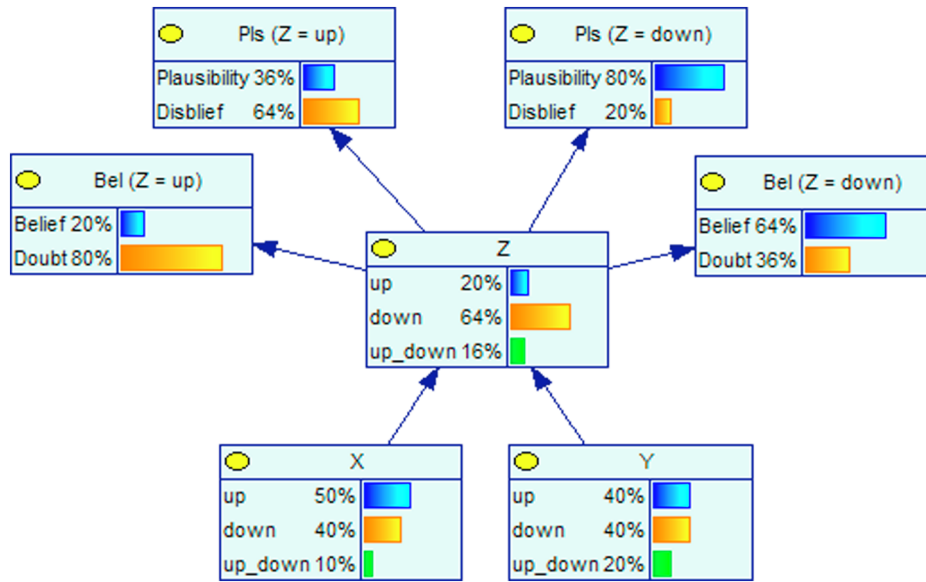 Pls (Z = up)
Plausibility 36%
Disblief 64%
Pls (Z = down)
Plausibility 80%
Disblief 20%
Bel (Z = up)
Belief 20%
Doubt 80%
Bel (Z = down)
Belief 64%
Doubt 36%
Z
up 20%
down 64%
up_down 16%
X
up 50%
down 40%
up_down 10%
Y
up 40%
down 40%
up_down 20%